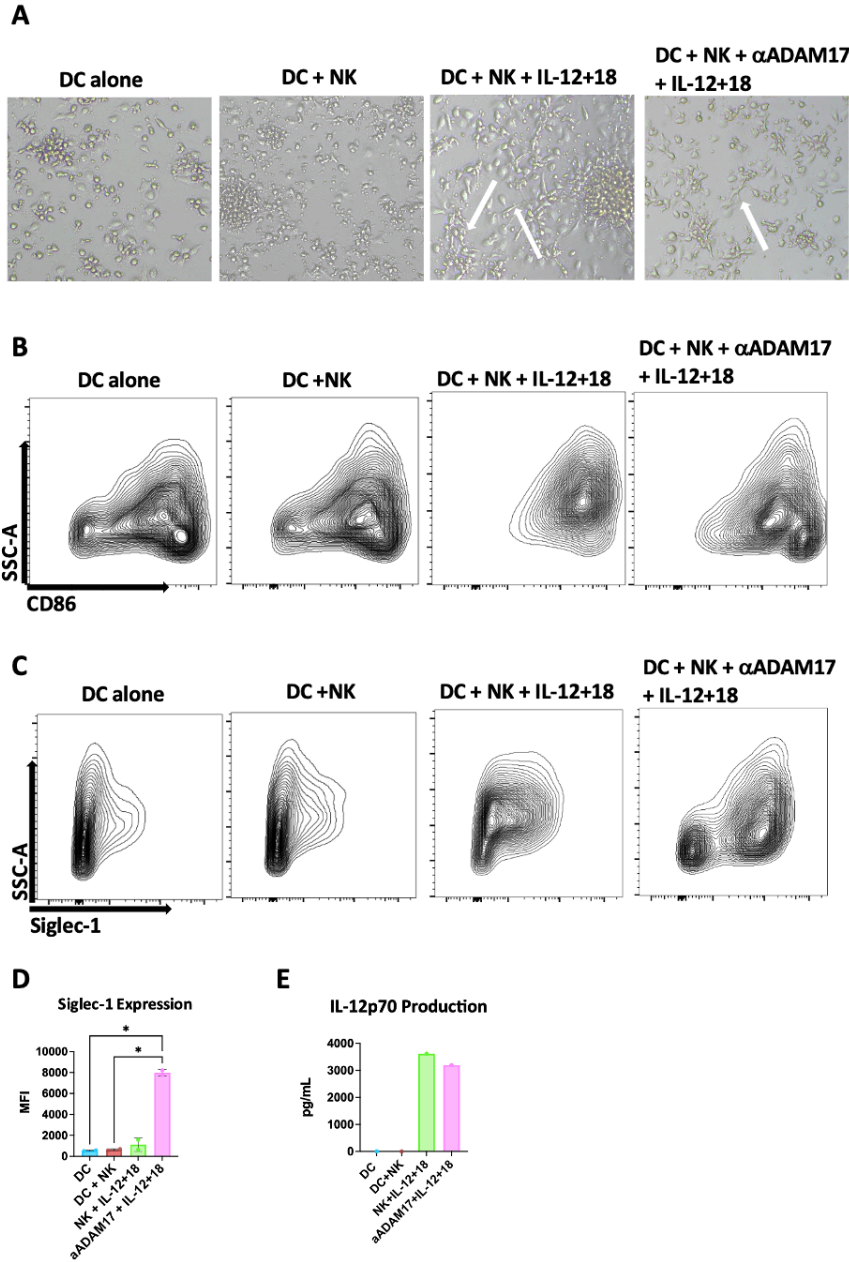 A
DC alone
DC + NK
DC + NK + IL-12+18
DC + NK + αADAM17
+ IL-12+18
B
DC alone
DC +NK
DC + NK + IL-12+18
DC + NK + αADAM17
+ IL-12+18
SSC-A
CD86
C
DC alone
DC +NK
DC + NK + IL-12+18
DC + NK + αADAM17
+ IL-12+18
SSC-A
Siglec-1
D
Siglec-1 Expression
*
*
10000
8000
6000
4000
2000
0
MFI
DC
DC + NK
NK + IL-12+18
aADAM17 + IL-12+18
E
IL-12p70 Production
4000
3000
2000
1000
0
pg/mL
DC
DC+NK
NK+IL-12+18
aADAM17+IL-12+18